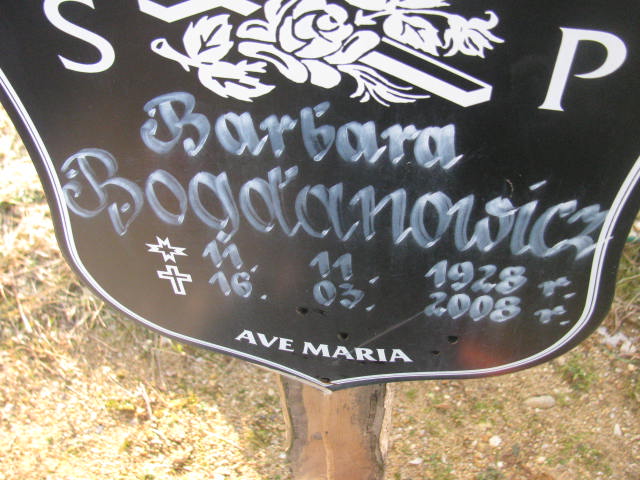 S P
Barbara
Bogdanowicz
11. 11. 1928 r.
16. 03. 2008 r.
AVE MARIA